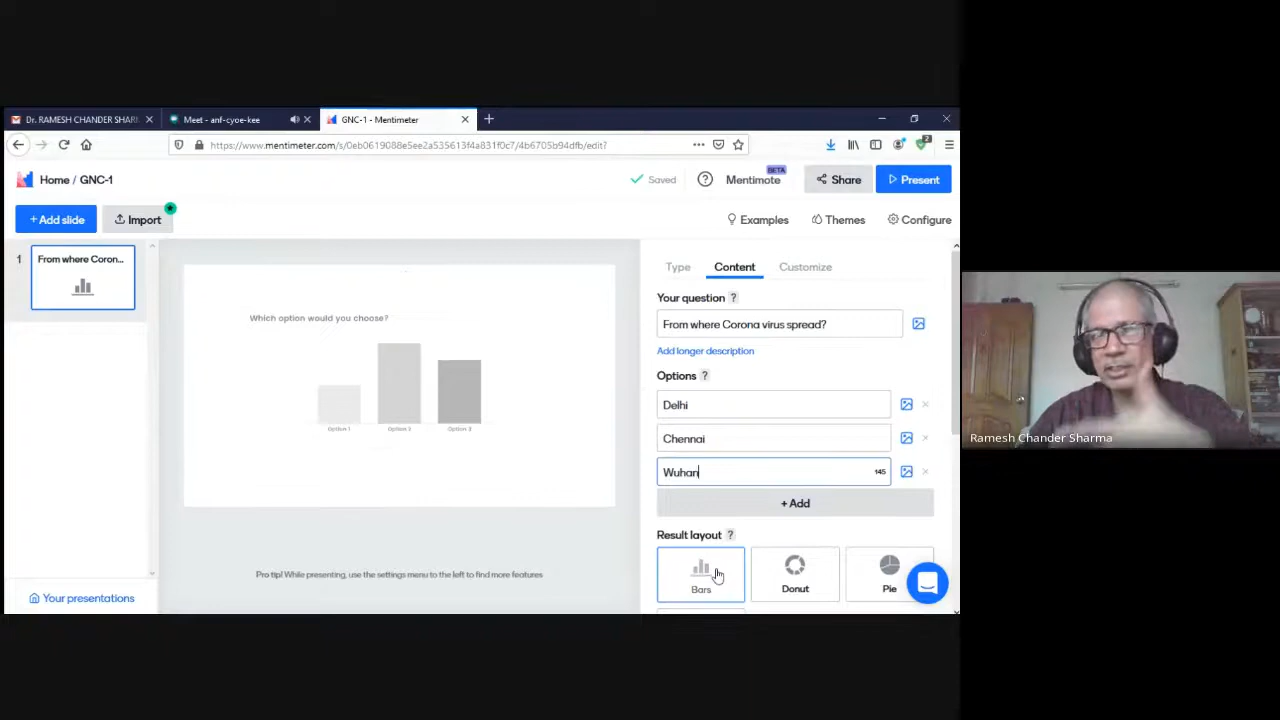 Dr. RAMESH CHANDER SHAR
Meet - anf-cyoe-kee
GNC-1 - Mentimeter
https://www.mentimeter.com/s/0eb0619088e5ee2a535613f4a831f0c7/4b6705b94dfb/edit?
2
Home / GNC-1
Saved
?
Mentimote
BETA
Share
Present
+ Add slide
Import
Examples
Themes
Configure
1
From where Coron...
Which option would you choose?
Option 1
Option 2
Option 3
Pro tip! While presenting, use the settings menu to the left to find more features
Your presentations
Type
Content
Customize
Your question ?
From where Corona virus spread?
Add longer description
Options ?
Delhi
Chennai
Wuhan
145
+ Add
Result layout ?
Bars
Donut
Pie
Ramesh Chander Sharma